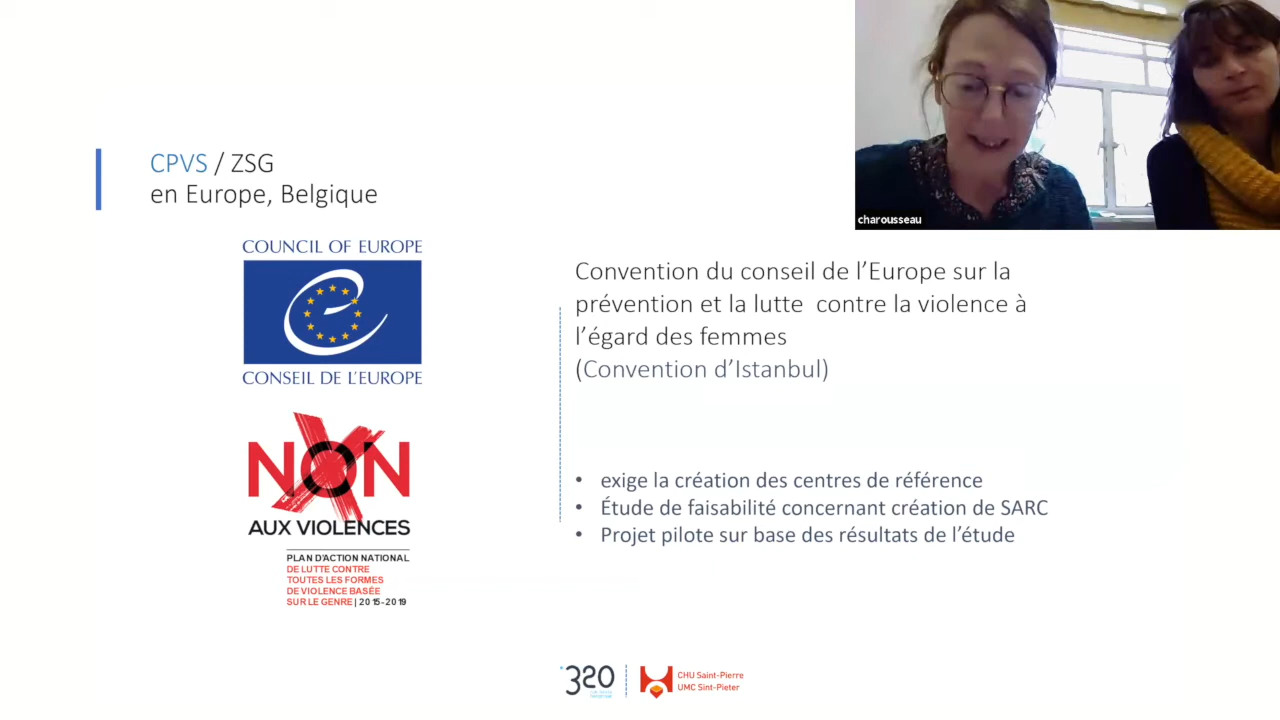 charousseau
CPVS / ZSG
en Europe, Belgique
COUNCIL OF EUROPE
CONSEIL DE L'EUROPE
NON
AUX VIOLENCES
PLAN D'ACTION NATIONAL
DE LUTTE CONTRE
TOUTES LES FORMES
DE VIOLENCE BASÉE
SUR LE GENRE | 2015-2019
Convention du conseil de l'Europe sur la
prévention et la lutte contre la violence à
l'égard des femmes
(Convention d'Istanbul)
• exige la création des centres de référence
• Étude de faisabilité concernant création de SARC
• Projet pilote sur base des résultats de l'étude
320
CHU Saint-Pierre
UMC Sint-Pieter